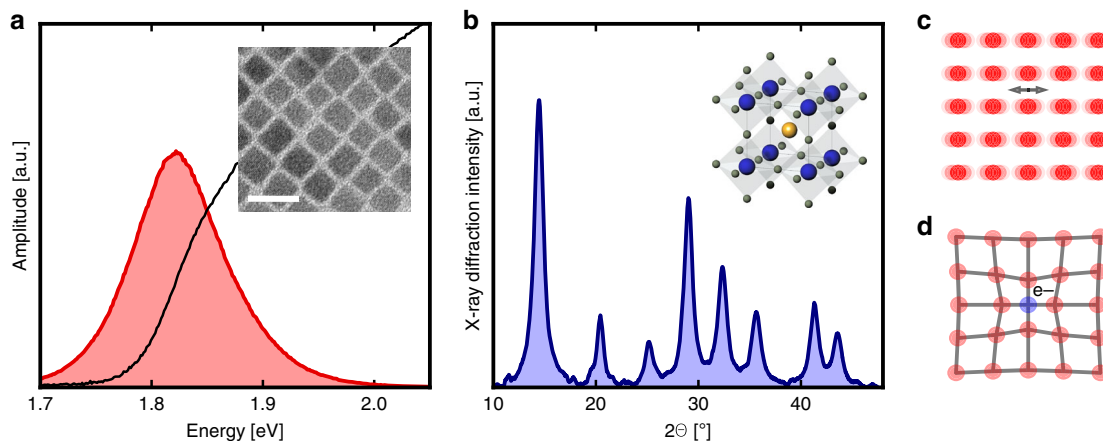 a
Amplitude [a.u.]
1.7
1.8
1.9
2.0
Energy [eV]
b
X-ray diffraction intensity [a.u.]
10
20
30
40
2Θ [°]
c
d
e–